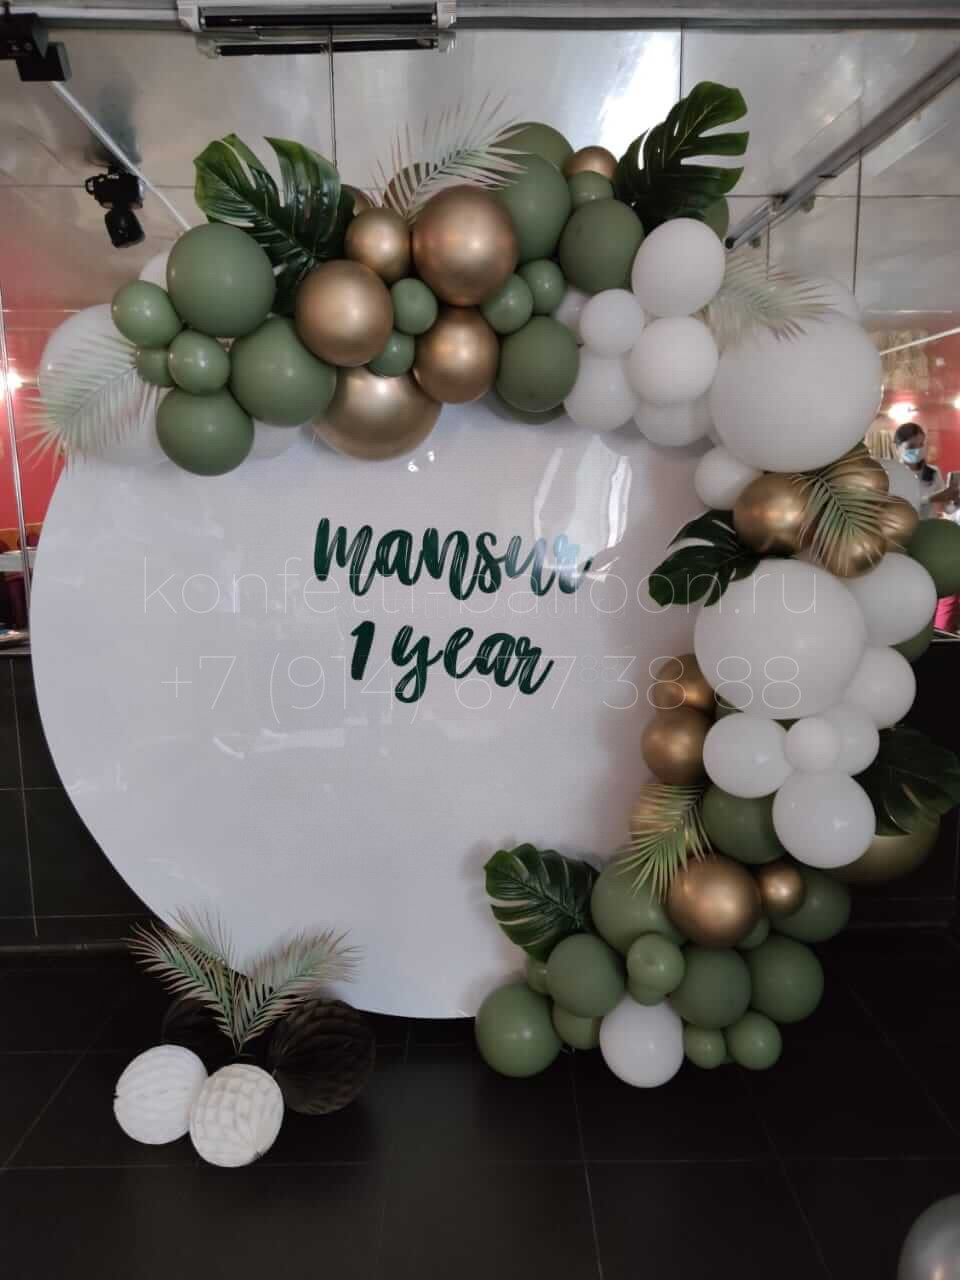 mansur
konfetti-balloon.ru
1 year
+7 (914) 677 38 88